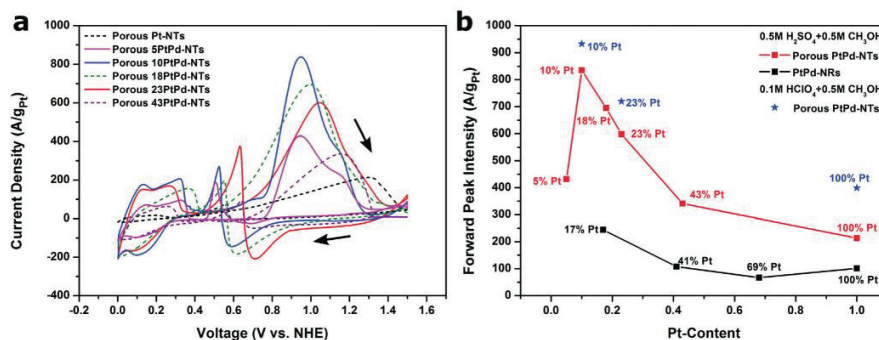 a
1000
800
600
400
200
0
-200
-400
Current Density (A/gPt)
Porous Pt-NTs
Porous 5PtPd-NTs
Porous 10PtPd-NTs
Porous 18PtPd-NTs
Porous 23PtPd-NTs
Porous 43PtPd-NTs
0.0 0.2 0.4 0.6 0.8 1.0 1.2 1.4 1.6
Voltage (V vs. NHE)
b
1000
900
800
700
600
500
400
300
200
100
0
Forward Peak Intensity (A/gPt)
0.5M H2SO4+0.5M CH3OH
Porous PtPd-NTs
PtPd-NRs
0.1M HClO4+0.5M CH3OH
Porous PtPd-NTs
10% Pt
10% Pt
23% Pt
18% Pt
23% Pt
5% Pt
43% Pt
100% Pt
100% Pt
17% Pt
41% Pt
69% Pt
100% Pt
0.0 0.2 0.4 0.6 0.8 1.0
Pt-Content